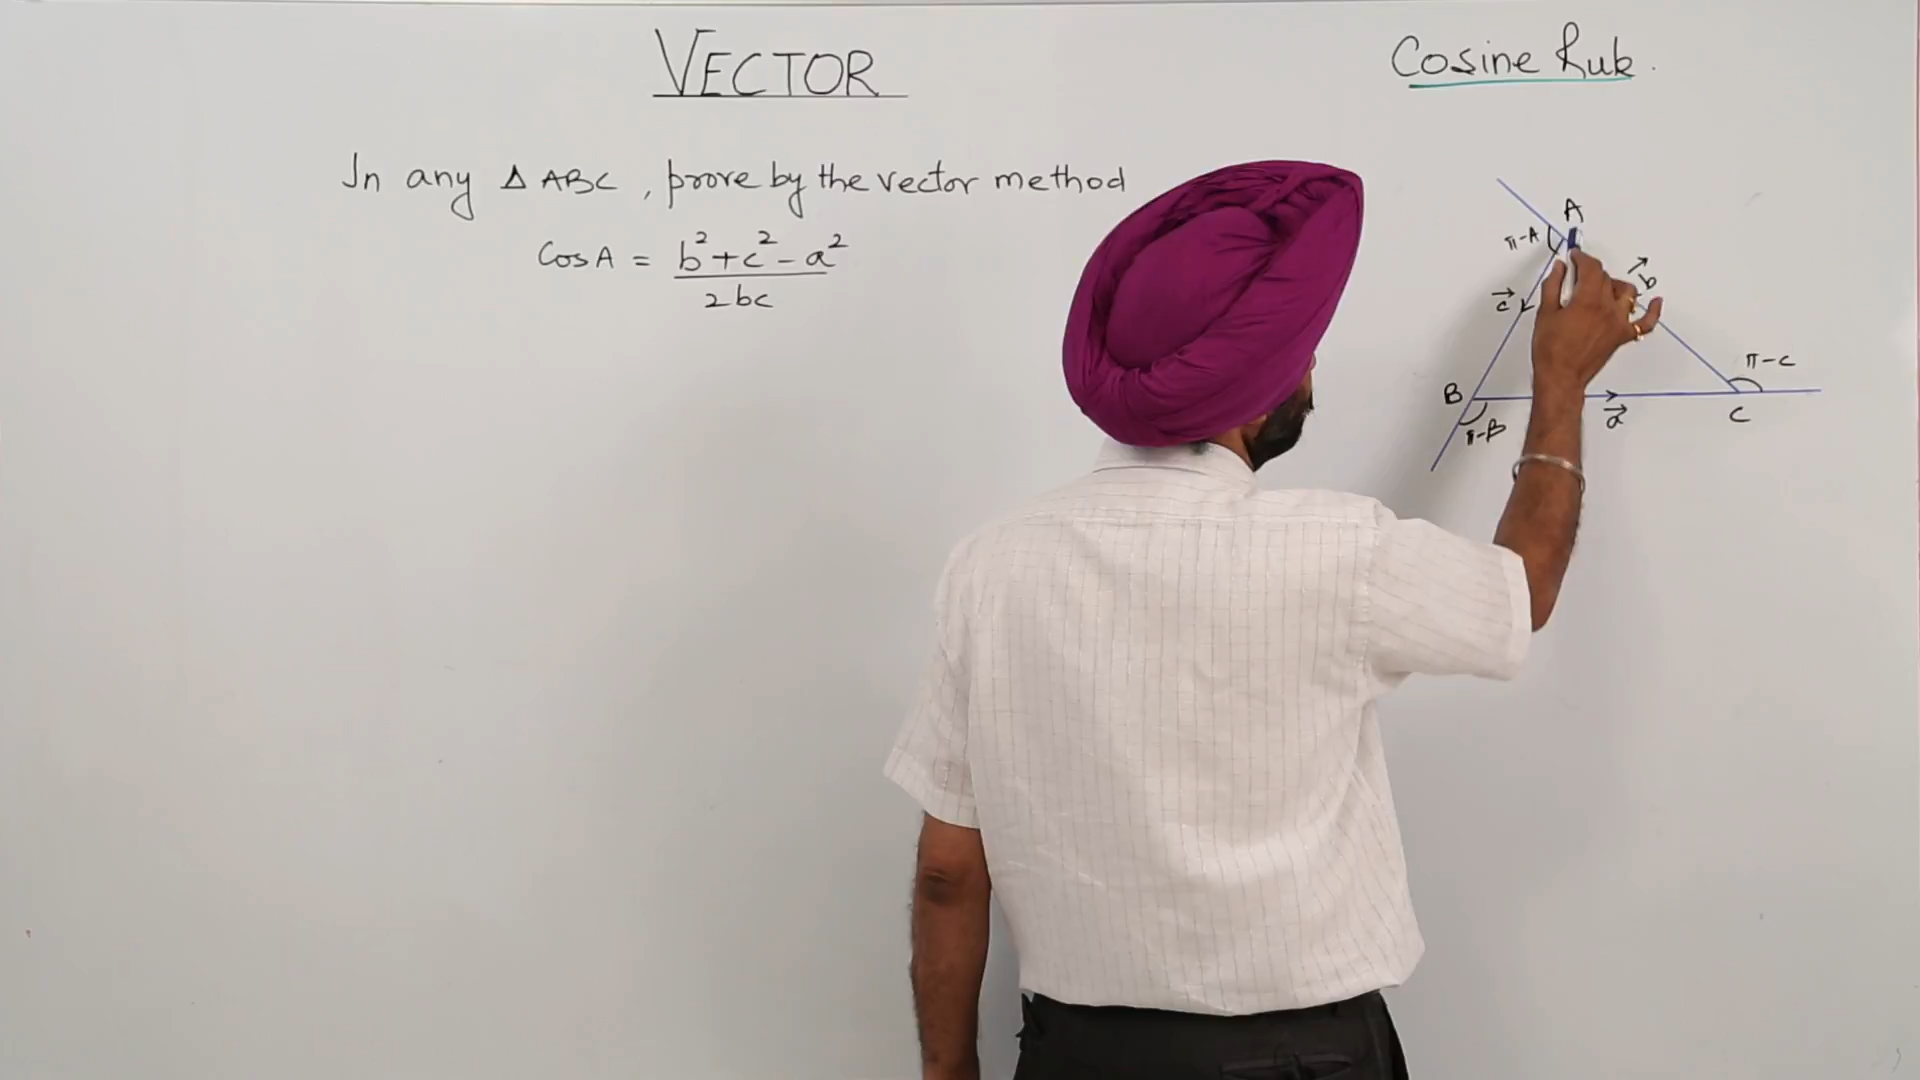 VECTOR
Cosine Rule.
In any Δ ABC, prove by the vector method
Cos A = b²+c²-a² / 2bc
A
π-A
b⃗
c⃗
π-C
B
a⃗
C
π-B